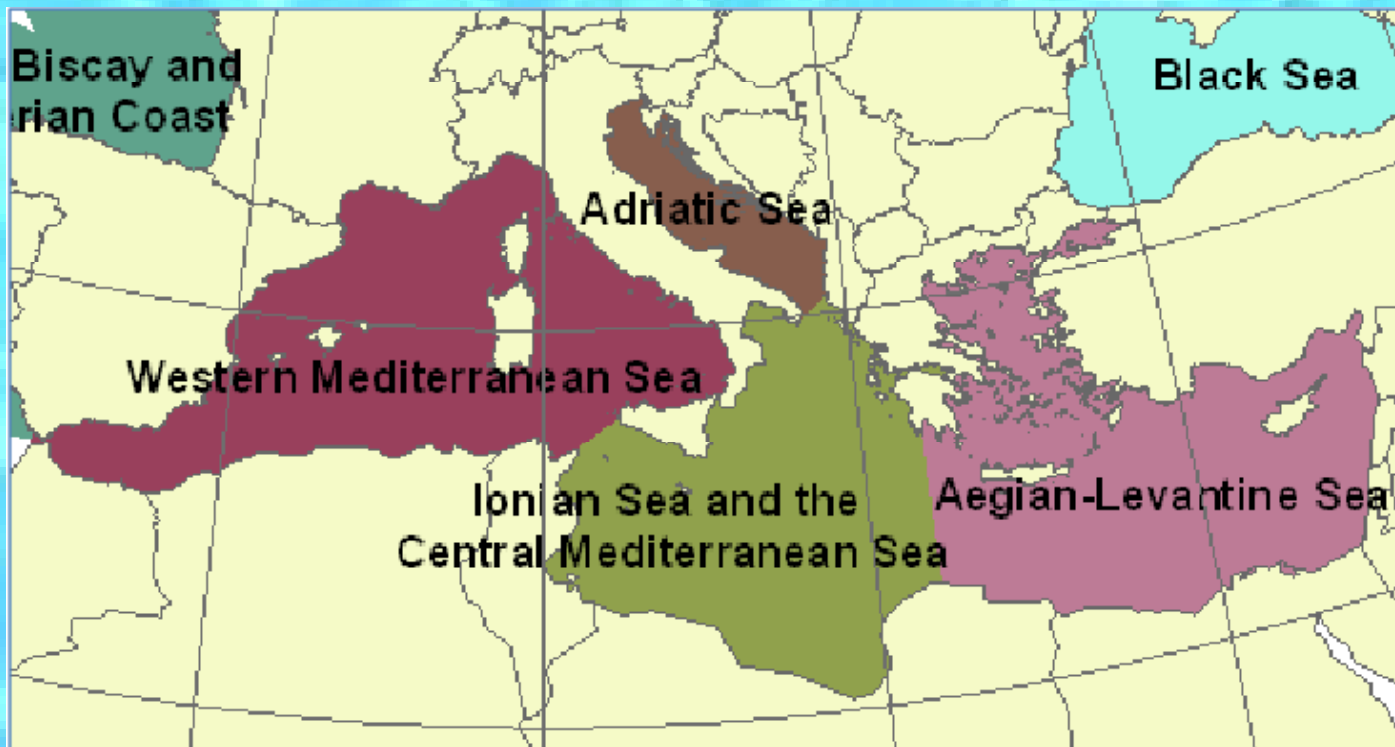 Biscay and
rian Coast
Black Sea
Adriatic Sea
Western Mediterranean Sea
Ionian Sea and the
Central Mediterranean Sea
Aegian-Levantine Sea